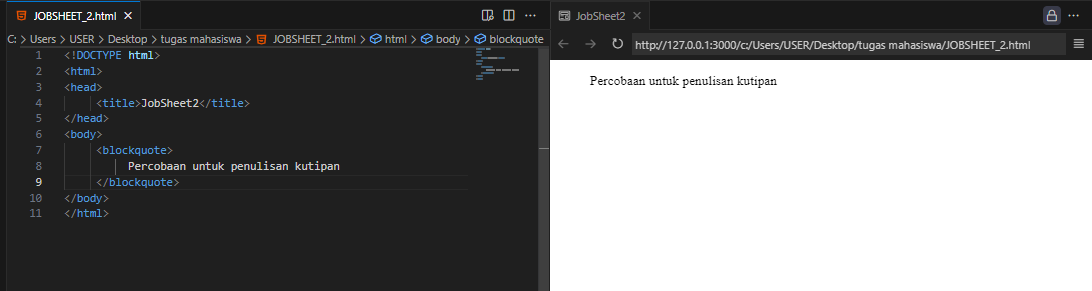 JOBSHEET_2.html
C: > Users > USER > Desktop > tugas mahasiswa > JOBSHEET_2.html > html > body > blockquote
1 <!DOCTYPE html>
2 <html>
3 <head>
4 <title>JobSheet2</title>
5 </head>
6 <body>
7 <blockquote>
8 Percobaan untuk penulisan kutipan
9 </blockquote>
10 </body>
11 </html>
JobSheet2
http://127.0.0.1:3000/c:/Users/USER/Desktop/tugas mahasiswa/JOBSHEET_2.html
Percobaan untuk penulisan kutipan